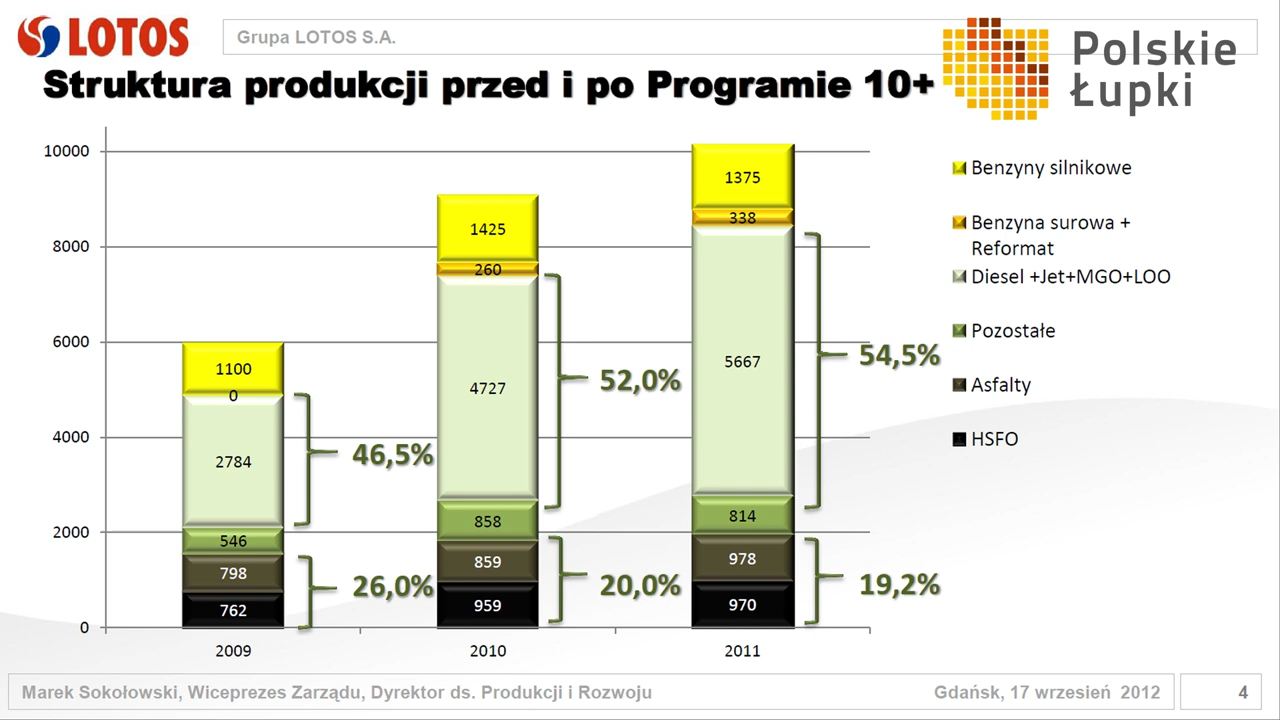 LOTOS
Grupa LOTOS S.A.
Polskie
Łupki
Struktura produkcji przed i po Programie 10+
10000
8000
6000
4000
2000
0
1100
0
2784
546
798
762
46,5%
26,0%
1425
260
4727
858
859
959
52,0%
20,0%
1375
338
5667
814
978
970
54,5%
19,2%
2009
2010
2011
Benzyny silnikowe
Benzyna surowa +
Reformat
Diesel +Jet+MGO+LOO
Pozostałe
Asfalty
HSFO
Marek Sokołowski, Wiceprezes Zarządu, Dyrektor ds. Produkcji i Rozwoju
Gdańsk, 17 wrzesień 2012
4